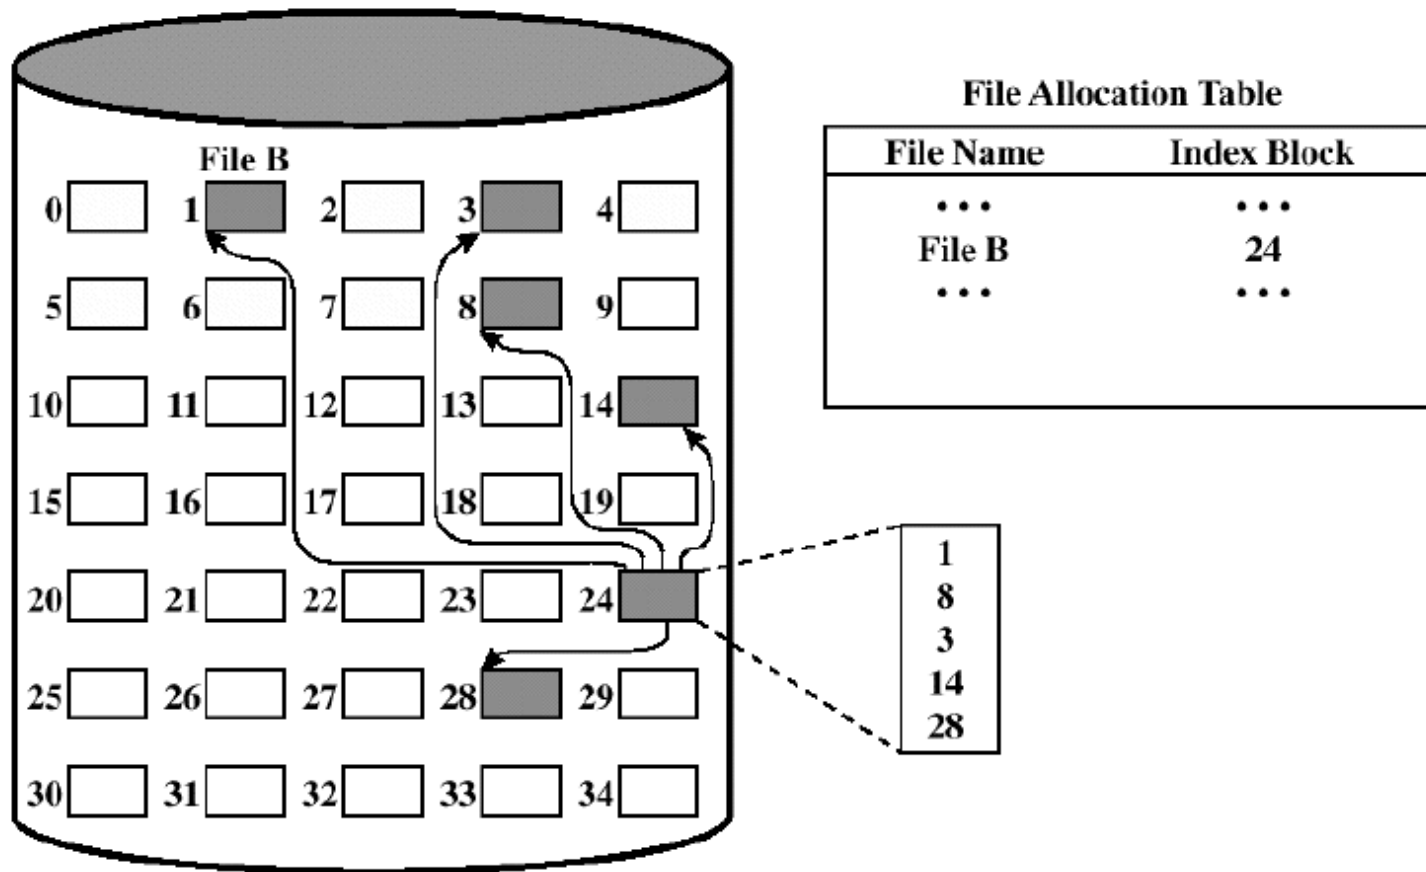 File B
0 1 2 3 4
5 6 7 8 9
10 11 12 13 14
15 16 17 18 19
20 21 22 23 24
25 26 27 28 29
30 31 32 33 34
File Allocation Table
File Name Index Block
• • • • • •
File B 24
• • • • • •
1
8
3
14
28